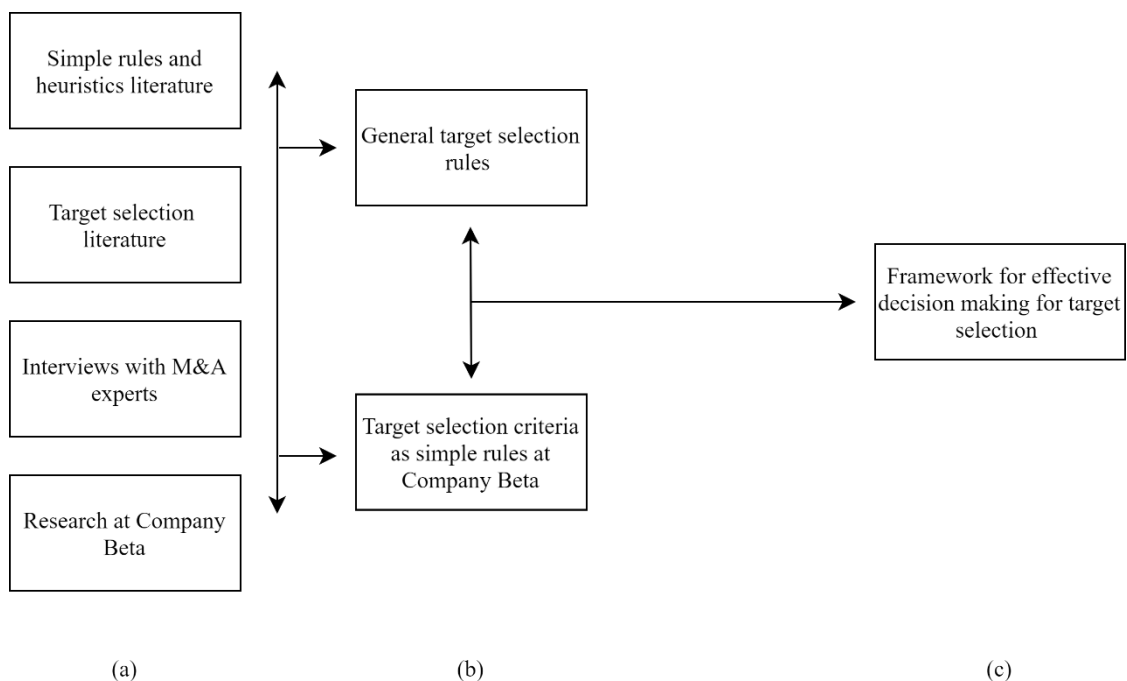 Simple rules and
heuristics literature
Target selection
literature
Interviews with M&A
experts
Research at Company
Beta
General target selection
rules
Target selection criteria
as simple rules at
Company Beta
Framework for effective
decision making for target
selection
(a)
(b)
(c)